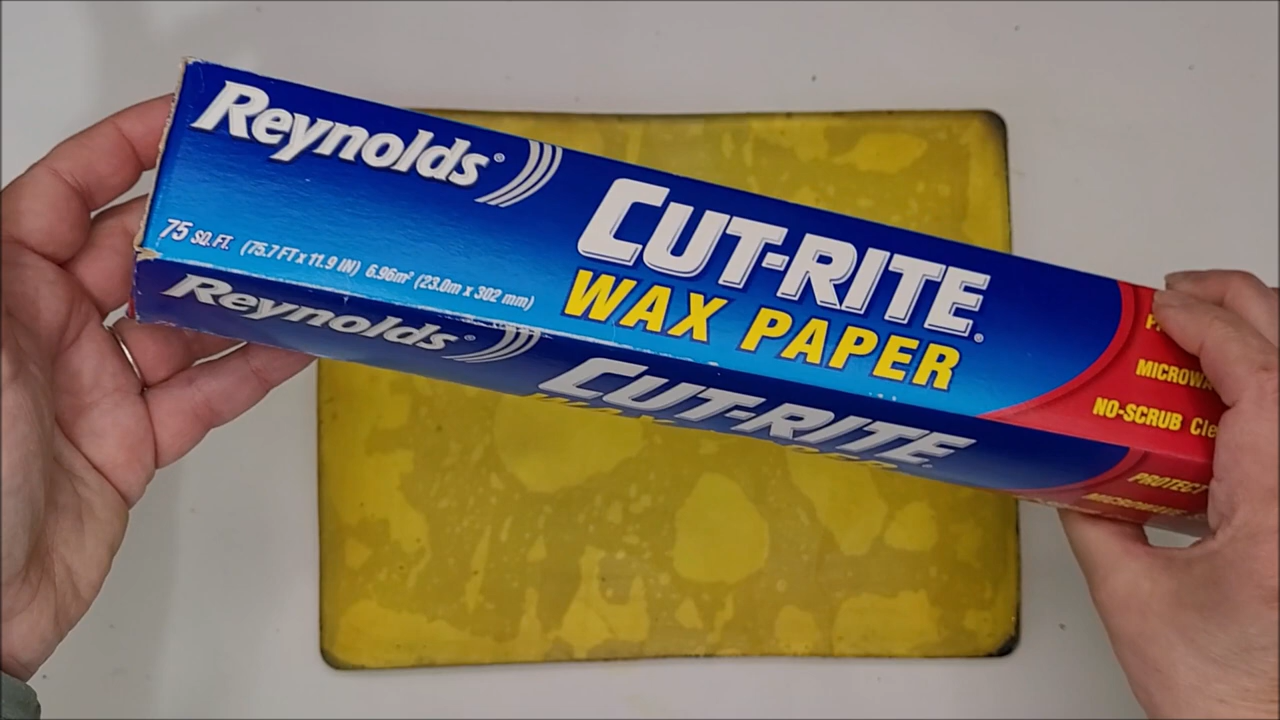 Reynolds®
CUT-RITE®
WAX PAPER
75 SQ. FT. (75.7 FT x 11.9 IN) 6.96m² (23.0m x 302 mm)
MICROWA
NO-SCRUB Cle
Reynolds®
CUT-RITE®
PROTECT